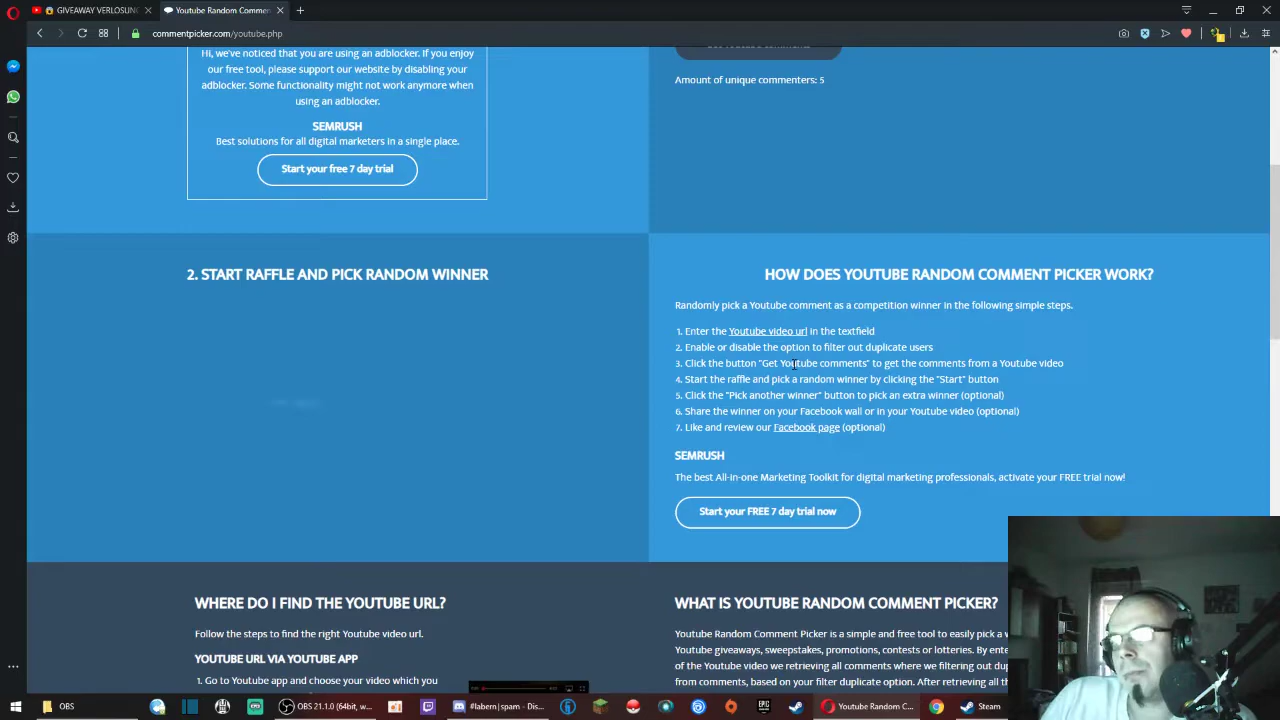 GIVEAWAY VERLOSUN
Youtube Random Comme
commentpicker.com/youtube.php
Hi, we've noticed that you are using an adblocker. If you enjoy
our free tool, please support our website by disabling your
adblocker. Some functionality might not work anymore when
using an adblocker.
SEMRUSH
Best solutions for all digital marketers in a single place.
Start your free 7 day trial
Amount of unique commenters: 5
2. START RAFFLE AND PICK RANDOM WINNER
HOW DOES YOUTUBE RANDOM COMMENT PICKER WORK?
Randomly pick a Youtube comment as a competition winner in the following simple steps.
1. Enter the Youtube video url in the textfield
2. Enable or disable the option to filter out duplicate users
3. Click the button "Get Youtube comments" to get the comments from a Youtube video
4. Start the raffle and pick a random winner by clicking the "Start" button
5. Click the "Pick another winner" button to pick an extra winner (optional)
6. Share the winner on your Facebook wall or in your Youtube video (optional)
7. Like and review our Facebook page (optional)
SEMRUSH
The best All-in-one Marketing Toolkit for digital marketing professionals, activate your FREE trial now!
Start your FREE 7 day trial now
WHERE DO I FIND THE YOUTUBE URL?
Follow the steps to find the right Youtube video url.
YOUTUBE URL VIA YOUTUBE APP
1. Go to Youtube app and choose your video which you
WHAT IS YOUTUBE RANDOM COMMENT PICKER?
Youtube Random Comment Picker is a simple and free tool to easily pick a w
Youtube giveaways, sweepstakes, promotions, contests or lotteries. By ente
of the Youtube video we retrieving all comments where we filtering out dup
from comments, based on your filter duplicate option. After retrieving all th
OBS
OBS 21.1.0 (64bit, w...
#labern|spam - Dis...
Youtube Random C...
Steam